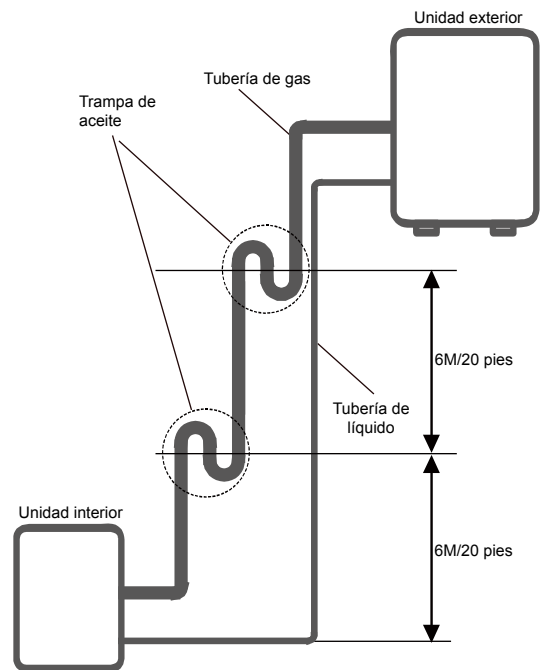 Unidad exterior
Tubería de gas
Trampa de
aceite
6M/20 pies
Tubería de
líquido
Unidad interior
6M/20 pies